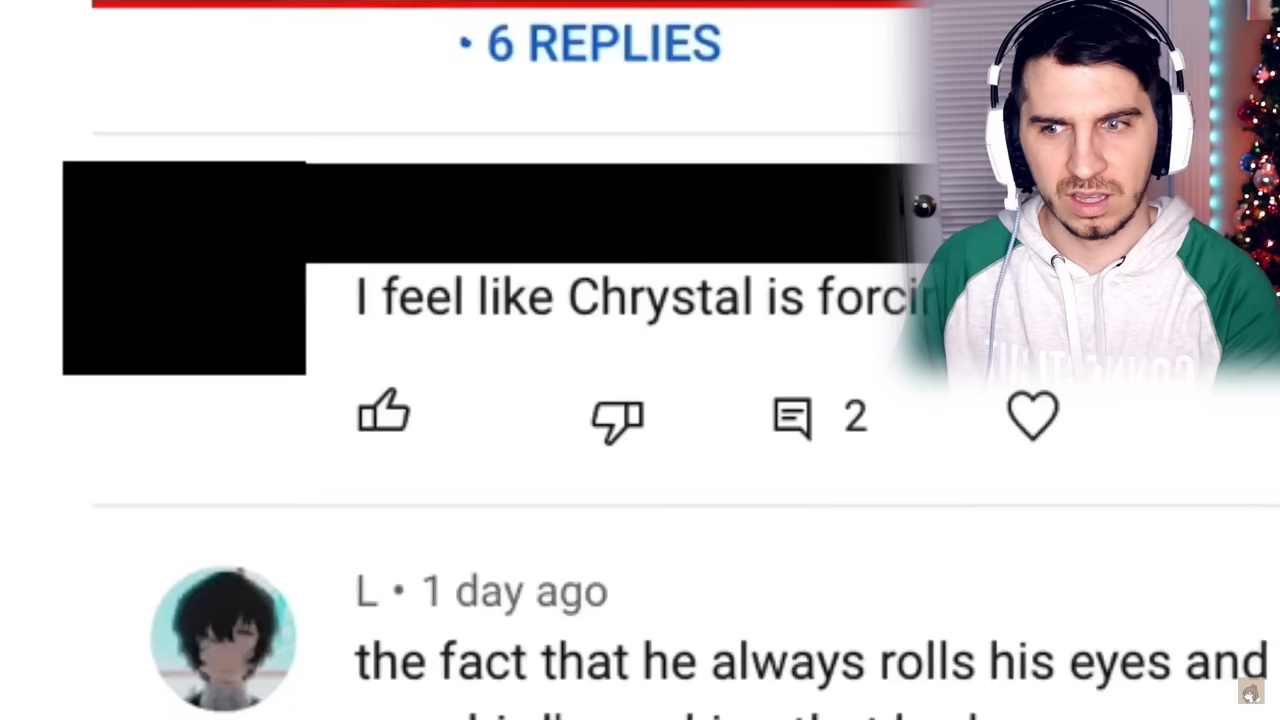 • 6 REPLIES
I feel like Chrystal is
2
L • 1 day ago
the fact that he always rolls his eyes and